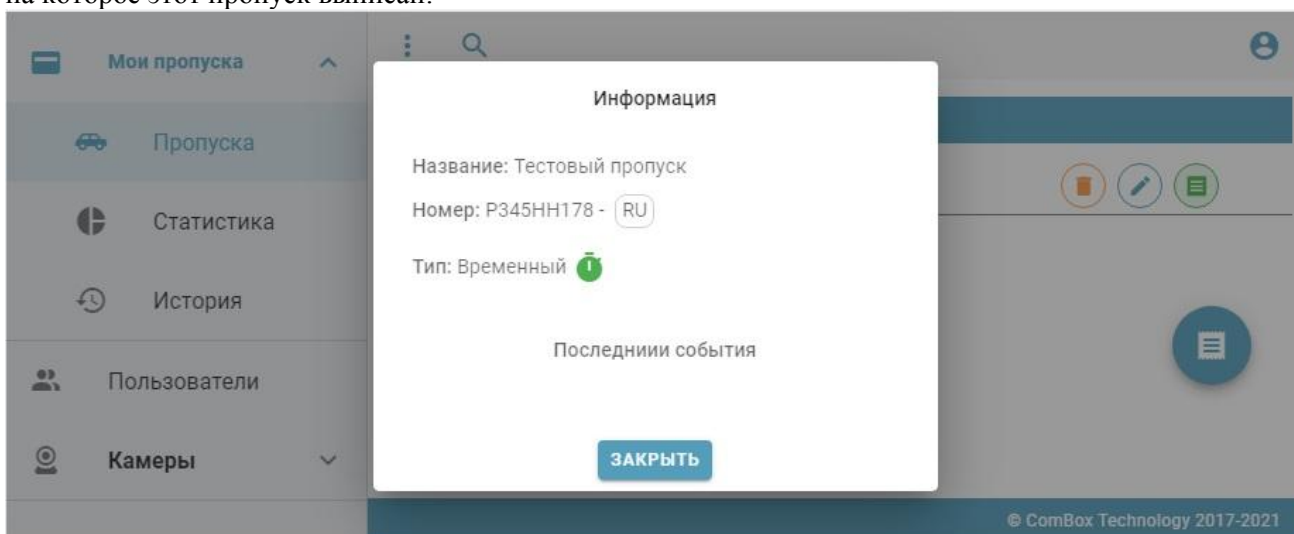 на которое этот пропуск выписан.
Мои пропуска
Пропуска
Статистика
История
Пользователи
Камеры
Информация
Название: Тестовый пропуск
Номер: P345HH178 - RU
Тип: Временный
Последниии события
ЗАКРЫТЬ
© ComBox Technology 2017-2021